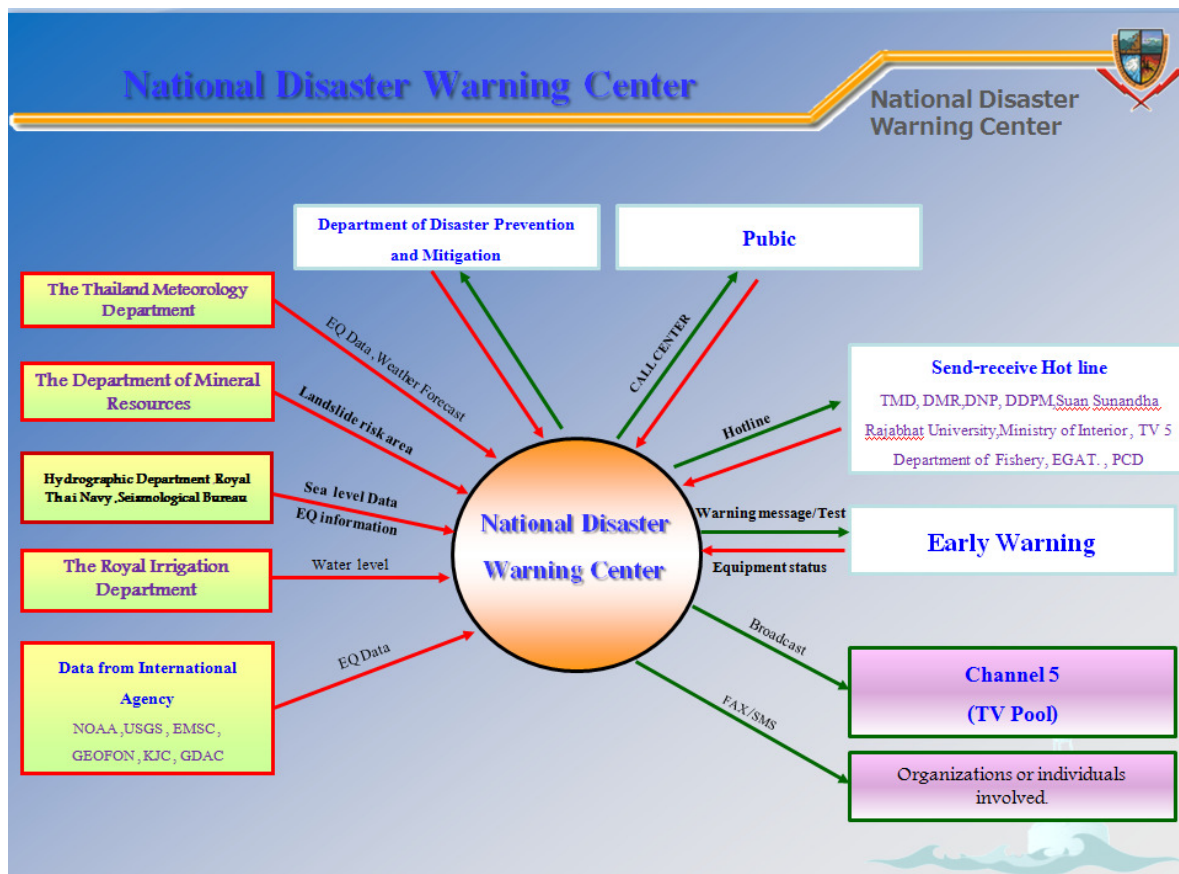 National Disaster Warning Center
National Disaster
Warning Center
Department of Disaster Prevention
and Mitigation
Pubic
The Thailand Meteorology
Department
EQ Data , Weather Forecast
CALL CENTER
The Department of Mineral
Resources
Landslide risk area
Hotline
Send-receive Hot line
TMD, DMR,DNP, DDPM,Suan Sunandha
Rajabhat University,Ministry of Interior , TV 5
Department of Fishery, EGAT. , PCD
Hydrographic Department Royal
Thai Navy ,Seismological Bureau
Sea level Data
EQ information
National Disaster
Warning Center
Warning message/Test
Equipment status
Early Warning
The Royal Irrigation
Department
Water level
Data from International
Agency
NOAA ,USGS , EMSC ,
GEOFON , KJC , GDAC
EQ Data
Broadcast
Channel 5
(TV Pool)
FAX/SMS
Organizations or individuals
involved.